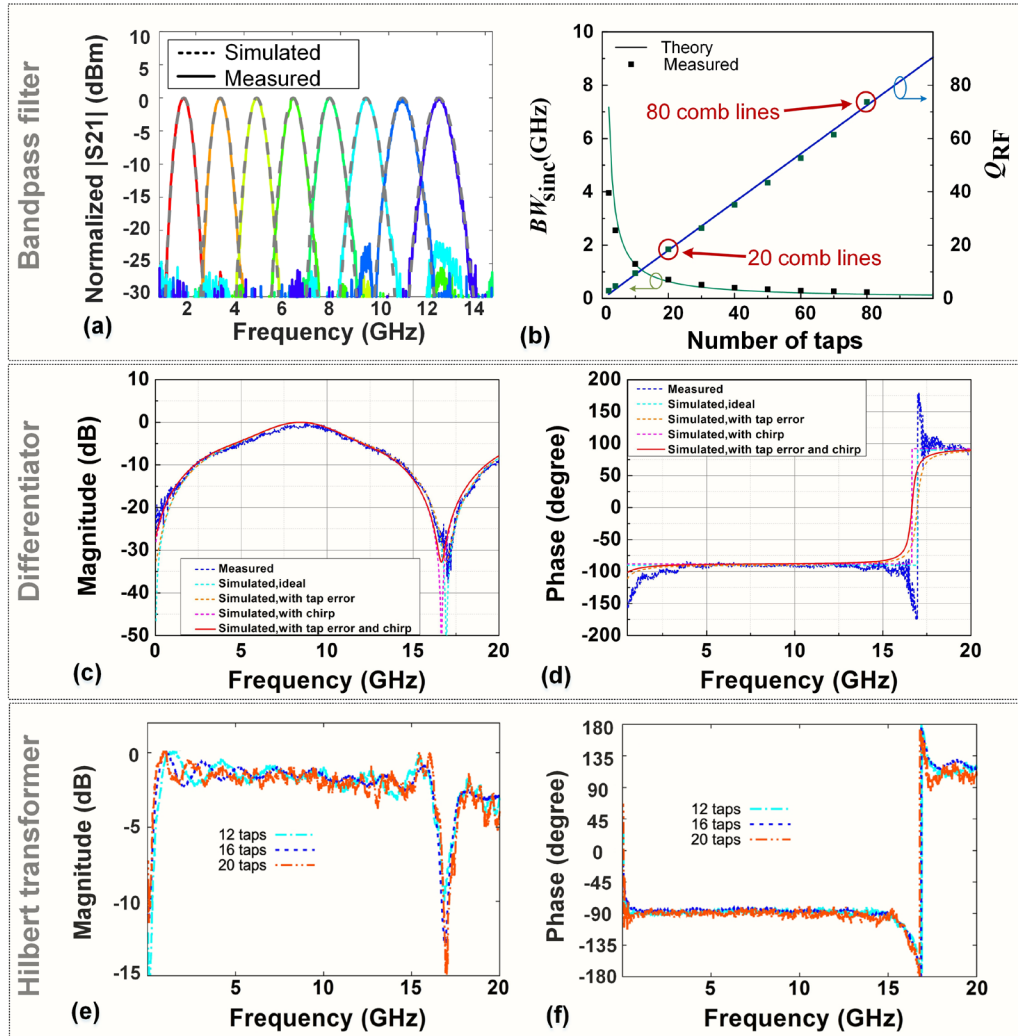 Bandpass filter
10
5
0
-5
-10
-15
-20
-25
-30
Normalized |S21| (dBm)
Simulated
Measured
2 4 6 8 10 12 14
Frequency (GHz)
(a)
10
8
6
4
2
0
BW sinc (GHz)
Theory
Measured
80 comb lines
20 comb lines
80
60
40
20
0
QRF
0 20 40 60 80
Number of taps
(b)
Differentiator
10
0
-10
-20
-30
-40
-50
Magnitude (dB)
Measured
Simulated,ideal
Simulated,with tap error
Simulated,with chirp
Simulated,with tap error and chirp
0 5 10 15 20
Frequency (GHz)
(c)
200
150
100
50
0
-50
-100
-150
-200
Phase (degree)
Measured
Simulated,ideal
Simulated,with tap error
Simulated,with chirp
Simulated,with tap error and chirp
5 10 15 20
Frequency (GHz)
(d)
Hilbert transformer
0
-5
-10
-15
Magnitude (dB)
12 taps
16 taps
20 taps
5 10 15 20
Frequency (GHz)
(e)
180
135
90
45
0
-45
-90
-135
-180
Phase (degree)
12 taps
16 taps
20 taps
5 10 15 20
Frequency (GHz)
(f)